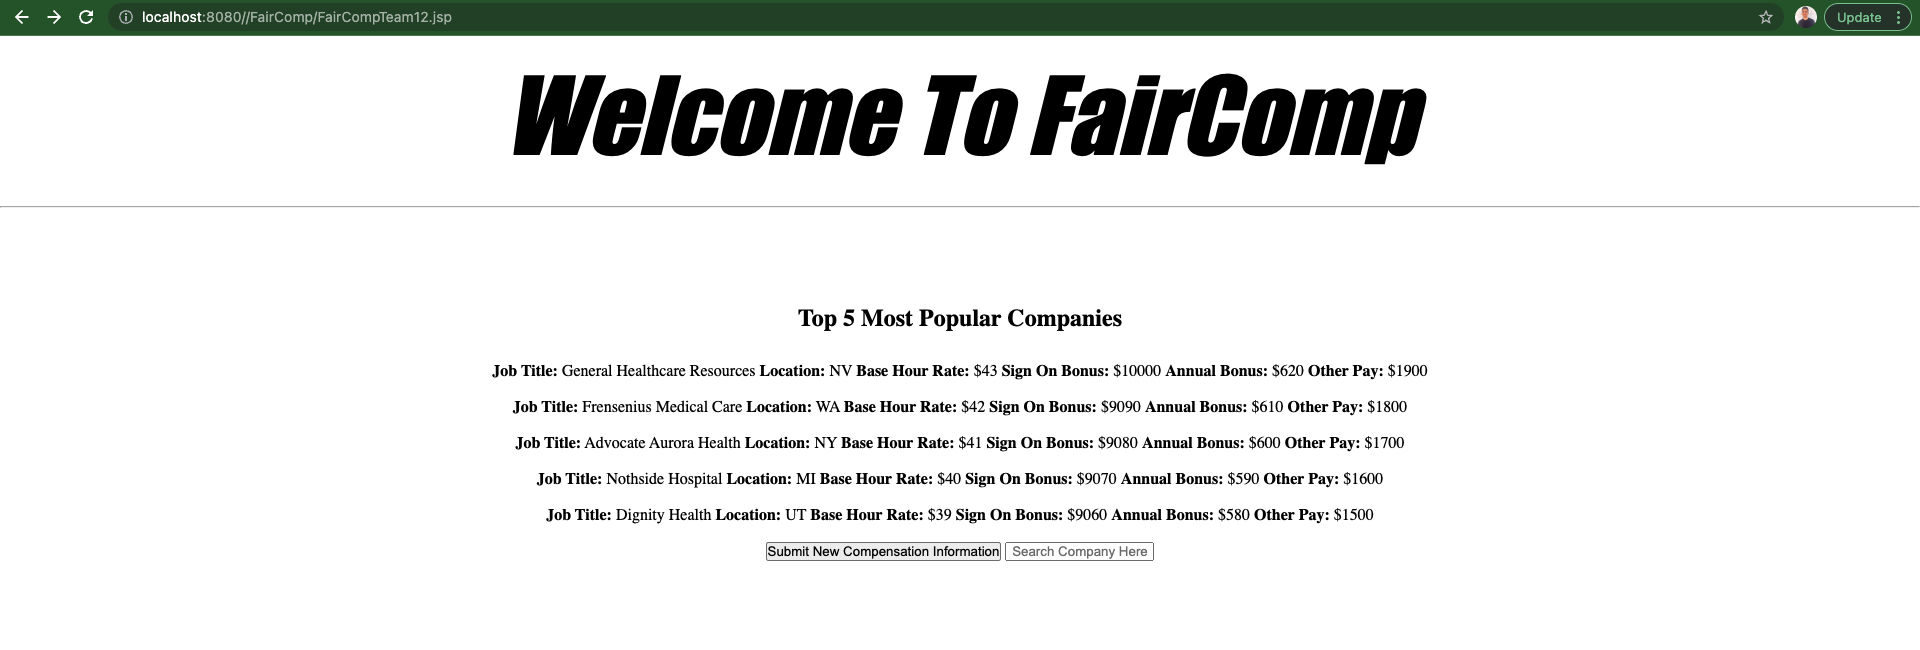 localhost:8080//FairComp/FairCompTeam12.jsp
Update
Welcome To FairComp
Top 5 Most Popular Companies
Job Title: General Healthcare Resources Location: NV Base Hour Rate: $43 Sign On Bonus: $10000 Annual Bonus: $620 Other Pay: $1900
Job Title: Frensenius Medical Care Location: WA Base Hour Rate: $42 Sign On Bonus: $9090 Annual Bonus: $610 Other Pay: $1800
Job Title: Advocate Aurora Health Location: NY Base Hour Rate: $41 Sign On Bonus: $9080 Annual Bonus: $600 Other Pay: $1700
Job Title: Nothside Hospital Location: MI Base Hour Rate: $40 Sign On Bonus: $9070 Annual Bonus: $590 Other Pay: $1600
Job Title: Dignity Health Location: UT Base Hour Rate: $39 Sign On Bonus: $9060 Annual Bonus: $580 Other Pay: $1500
Submit New Compensation Information Search Company Here